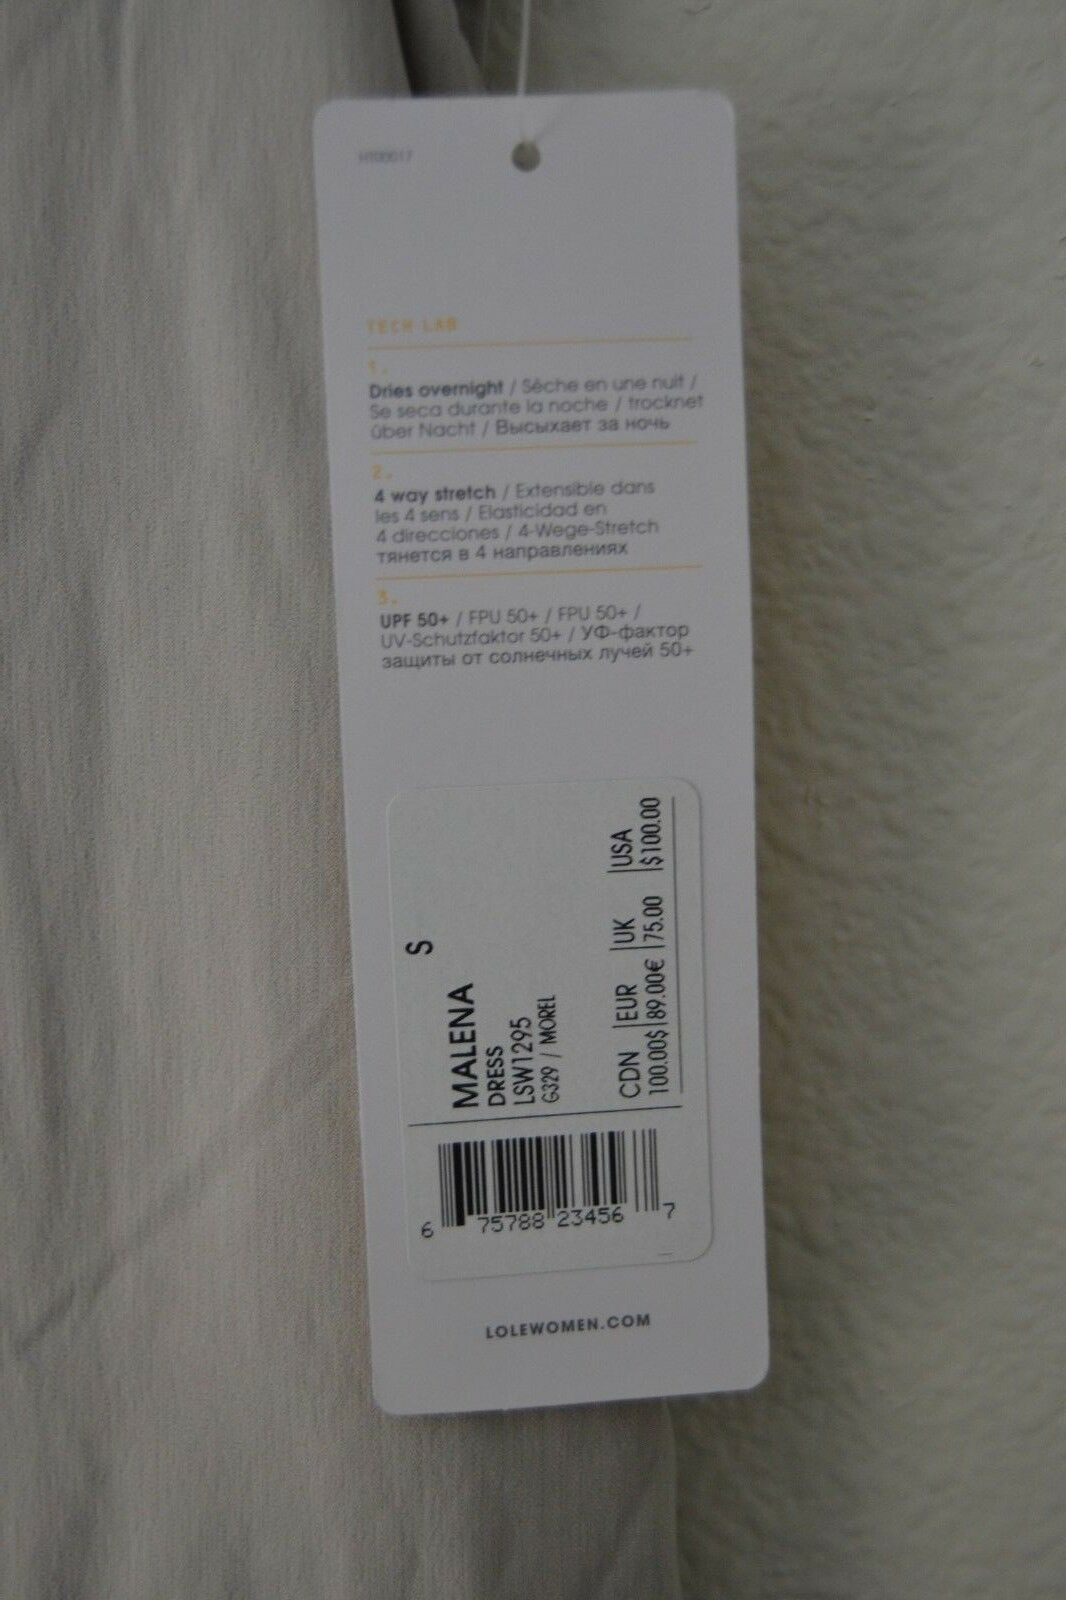 TECH LAB
1.
Dries overnight / Sèche en une nuit /
Se seca durante la noche / trocknet
über Nacht / Высыхает за ночь
2.
4 way stretch / Extensible dans
les 4 sens / Elasticidad en
4 direcciones / 4-Wege-Stretch
тянется в 4 направлениях
3.
UPF 50+ / FPU 50+ / FPU 50+ /
UV-Schutzfaktor 50+ / УФ-фактор
защиты от солнечных лучей 50+
S
MALENA
DRESS
LSW1295
G329 / MOREL
CDN EUR UK USA
100.00$ 89.00€ 75.00 $100.00
6 75788 23456 7
LOLEWOMEN.COM